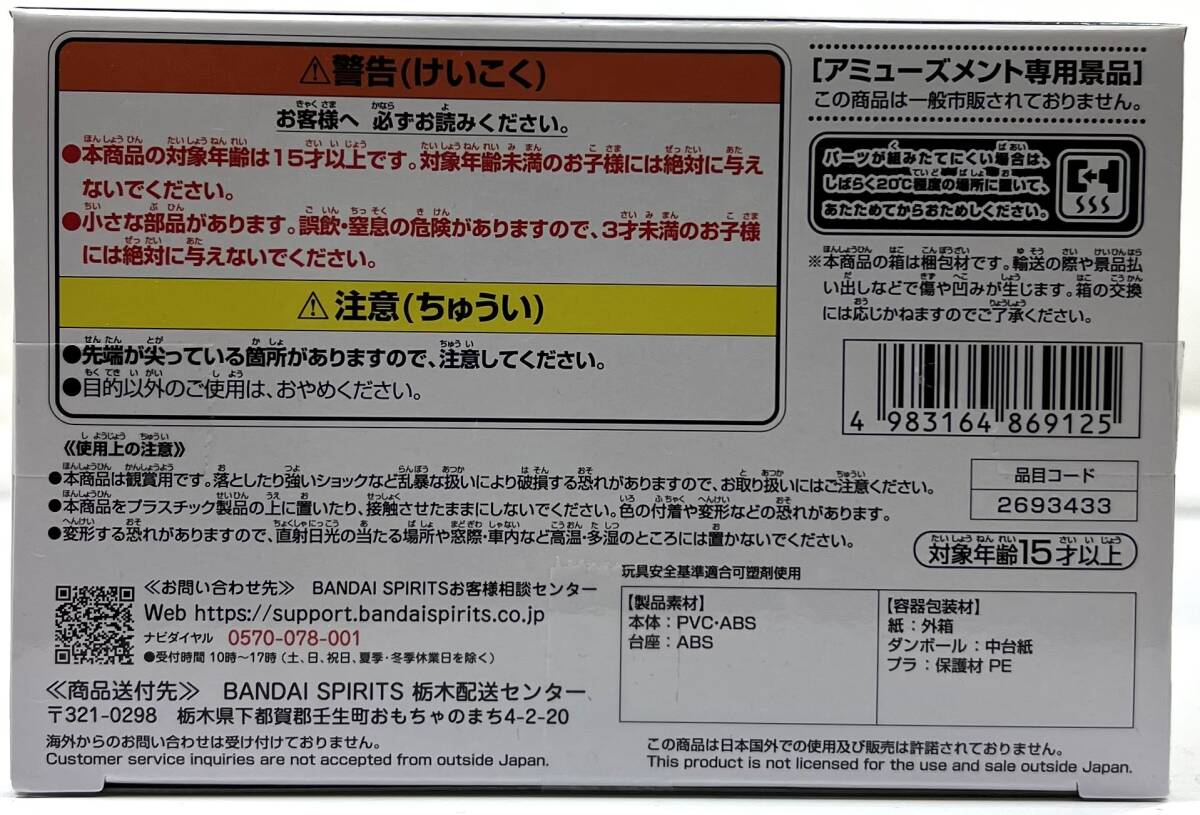 ⚠警告(けいこく)
お客様へ 必ずお読みください。
●本商品の対象年齢は15才以上です。対象年齢未満のお子様には絶対に与え
ないでください。
●小さな部品があります。誤飲・窒息の危険がありますので、3才未満のお子様
には絶対に与えないでください。
⚠注意(ちゅうい)
●先端が尖っている箇所がありますので、注意してください。
●目的以外のご使用は、おやめください。
[アミューズメント専用景品]
この商品は一般市販されておりません。
パーツが組みたてにくい場合は、
しばらく20℃程度の場所に置いて、
あたためてからおためしください。
※本商品の箱は梱包材です。輸送の際や景品払
い出しなどで傷や凹みが生じます。箱の交換
には応じかねますのでご了承ください。
4 983164 869125
品目コード
2693433
対象年齢15才以上
《使用上の注意》
●本商品は観賞用です。落としたり強いショックなど乱暴な扱いにより破損する恐れがありますので、お取り扱いにはご注意ください。
●本商品をプラスチック製品の上に置いたり、接触させたままにしないでください。色の付着や変形などの恐れがあります。
●変形する恐れがありますので、直射日光の当たる場所や窓際・車内など高温・多湿のところには置かないでください。
≪お問い合わせ先≫ BANDAI SPIRITSお客様相談センター
Web https://support.bandaispirits.co.jp
ナビダイヤル 0570-078-001
●受付時間 10時〜17時(土、日、祝日、夏季・冬季休業日を除く)
≪商品送付先≫ BANDAI SPIRITS 栃木配送センター
〒321-0298 栃木県下都賀郡壬生町おもちゃのまち4-2-20
海外からのお問い合わせは受け付けておりません。
Customer service inquiries are not accepted from outside Japan.
玩具安全基準適合可塑剤使用
【製品素材】
本体：PVC・ABS
台座：ABS
【容器包装材】
紙：外箱
ダンボール：中台紙
プラ：保護材 PE
この商品は日本国外での使用及び販売は許諾されておりません。
This product is not licensed for the use and sale outside Japan.